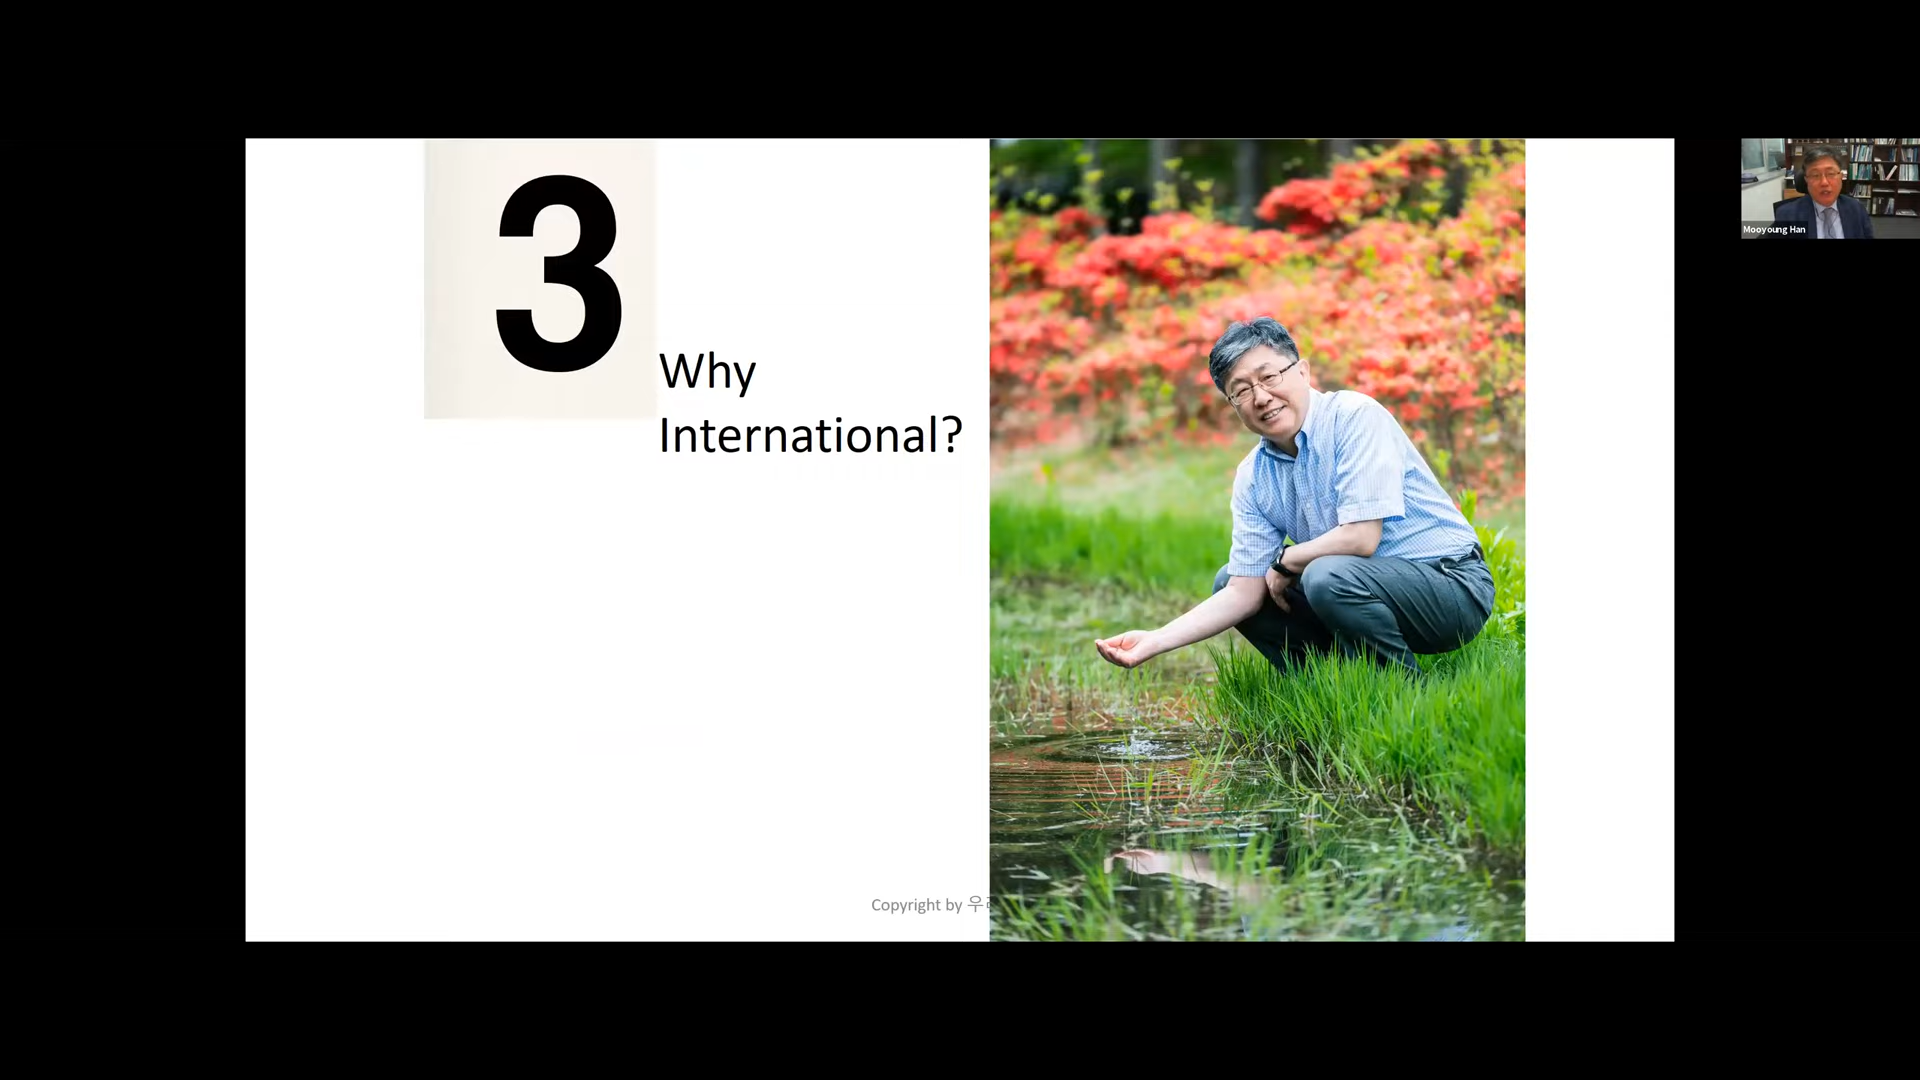 3
Why
International?
Copyright by 우
Mooyoung Han